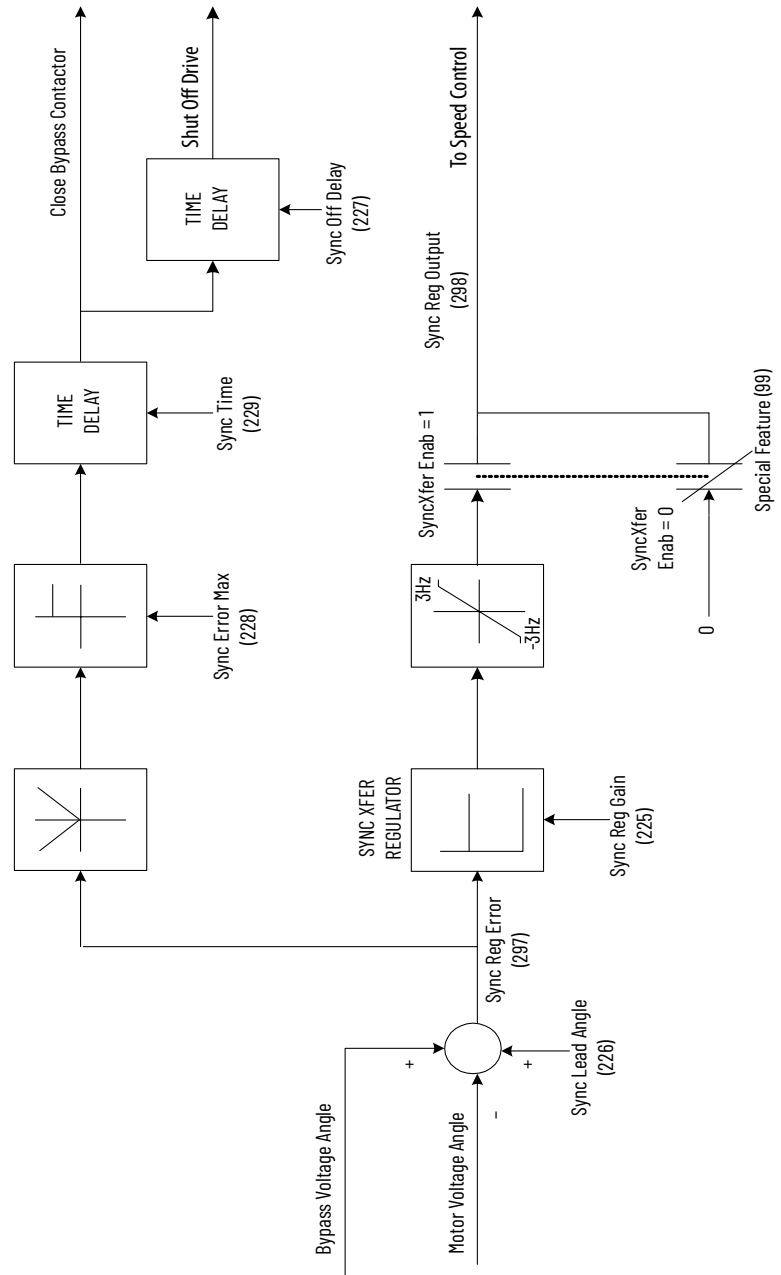 Bypass Voltage Angle
Motor Voltage Angle
+
–
+
Sync Lead Angle
(226)
Sync Reg Error
(297)
SYNC XFER
REGULATOR
Sync Reg Gain
(225)
3Hz
-3Hz
Sync Error Max
(228)
TIME
DELAY
Sync Time
(229)
Close Bypass Contactor
TIME
DELAY
Shut Off Drive
Sync Off Delay
(227)
SyncXfer Enab = 1
SyncXfer
Enab = 0
0
Special Feature (99)
Sync Reg Output
(298)
To Speed Control